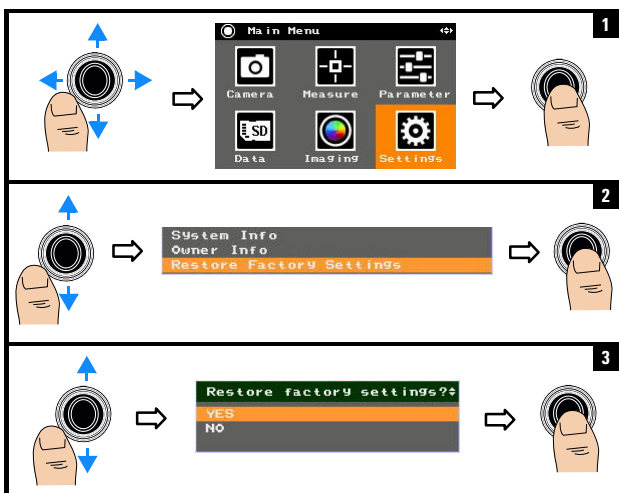 1
Main Menu
Camera Measure Parameter
SD
Data Imaging Settings
2
System Info
Owner Info
Restore Factory Settings
3
Restore factory settings?
YES
NO